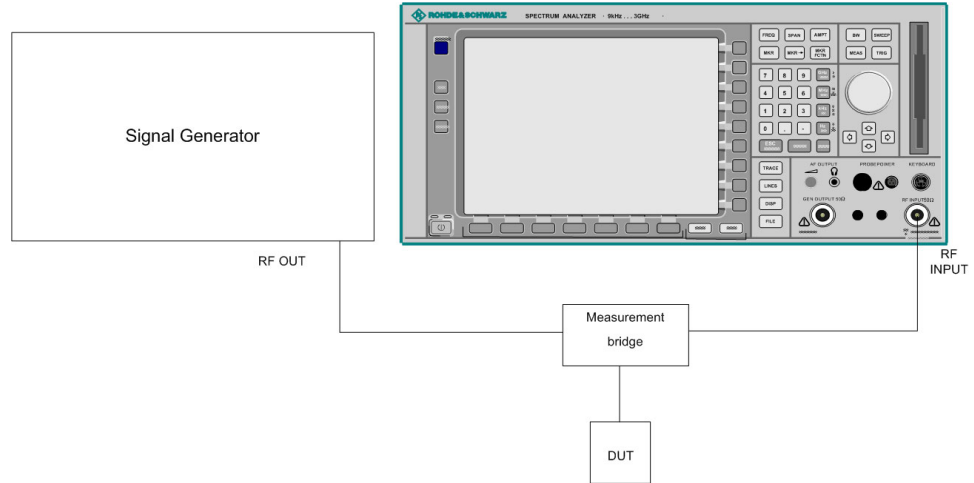 ROHDE&SCHWARZ SPECTRUM ANALYZER · 9kHz . . . 3GHz ·
FREQ SPAN AMPT BW SWEEP
MKR MKR→ MKR FCTN MEAS TRIG
7 8 9
4 5 6
1 2 3
0 . -
ESC
TRACE
LINES
DISP
FILE
AF OUTPUT PROBE POWER KEYBOARD
GEN OUTPUT 50Ω RF INPUT 50Ω
Signal Generator
RF OUT
RF
INPUT
Measurement
bridge
DUT